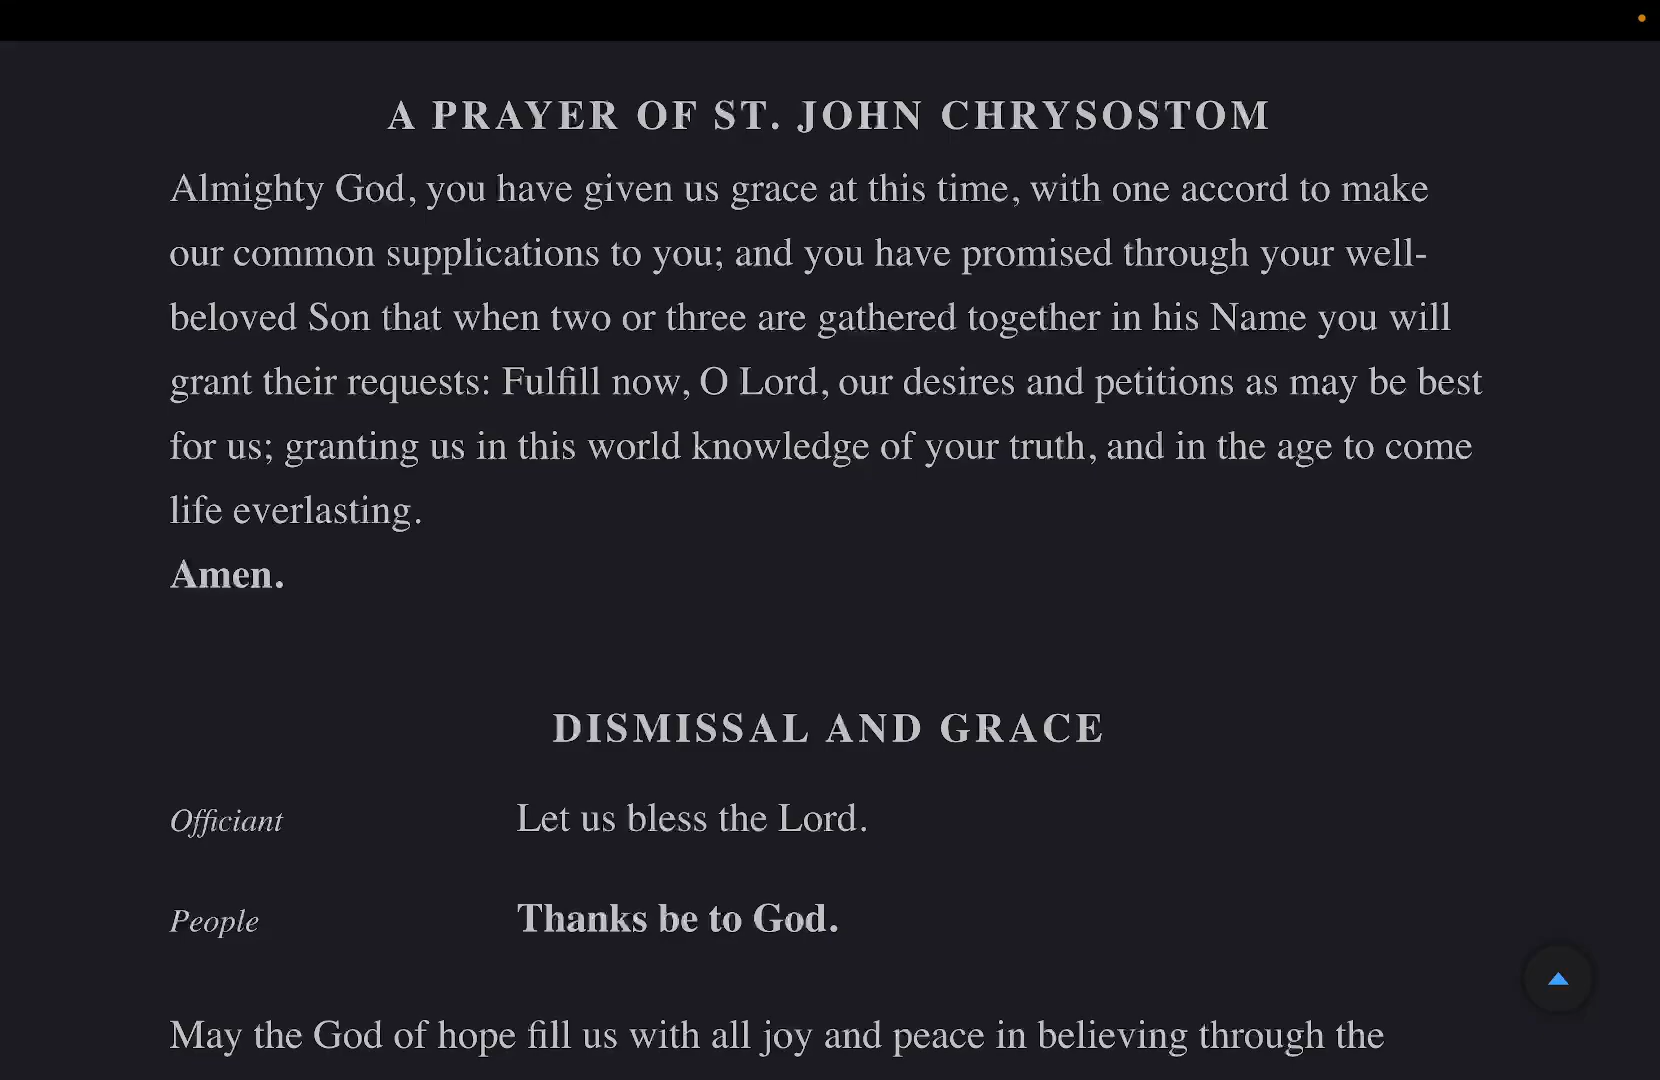 A PRAYER OF ST. JOHN CHRYSOSTOM
Almighty God, you have given us grace at this time, with one accord to make
our common supplications to you; and you have promised through your well-
beloved Son that when two or three are gathered together in his Name you will
grant their requests: Fulfill now, O Lord, our desires and petitions as may be best
for us; granting us in this world knowledge of your truth, and in the age to come
life everlasting.
Amen.
DISMISSAL AND GRACE
Officiant Let us bless the Lord.
People Thanks be to God.
May the God of hope fill us with all joy and peace in believing through the